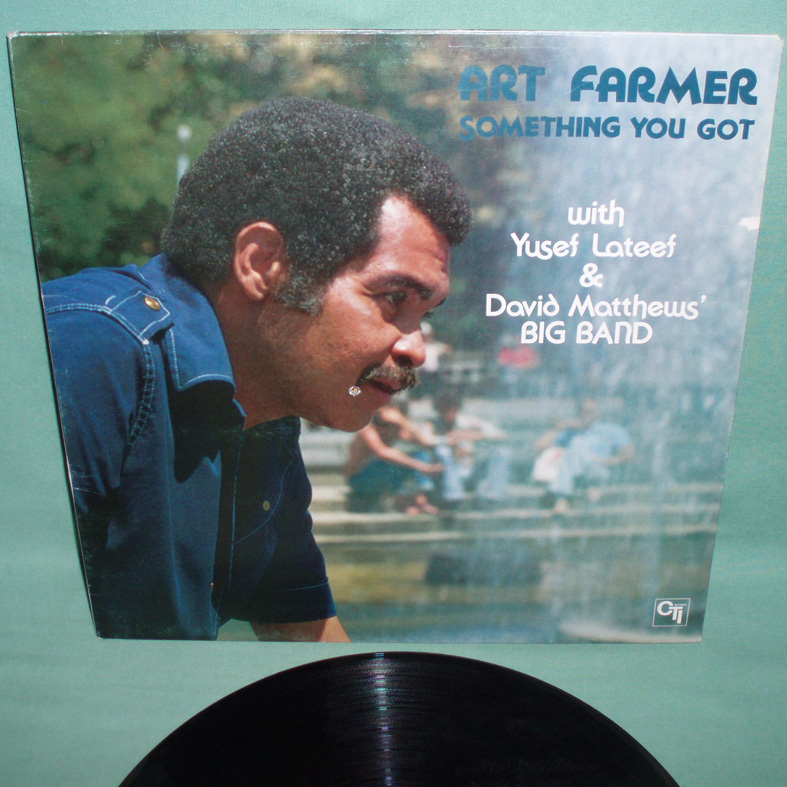 ART FARMER
SOMETHING YOU GOT
with
Yusef Lateef
&
David Matthews'
BIG BAND
CTI